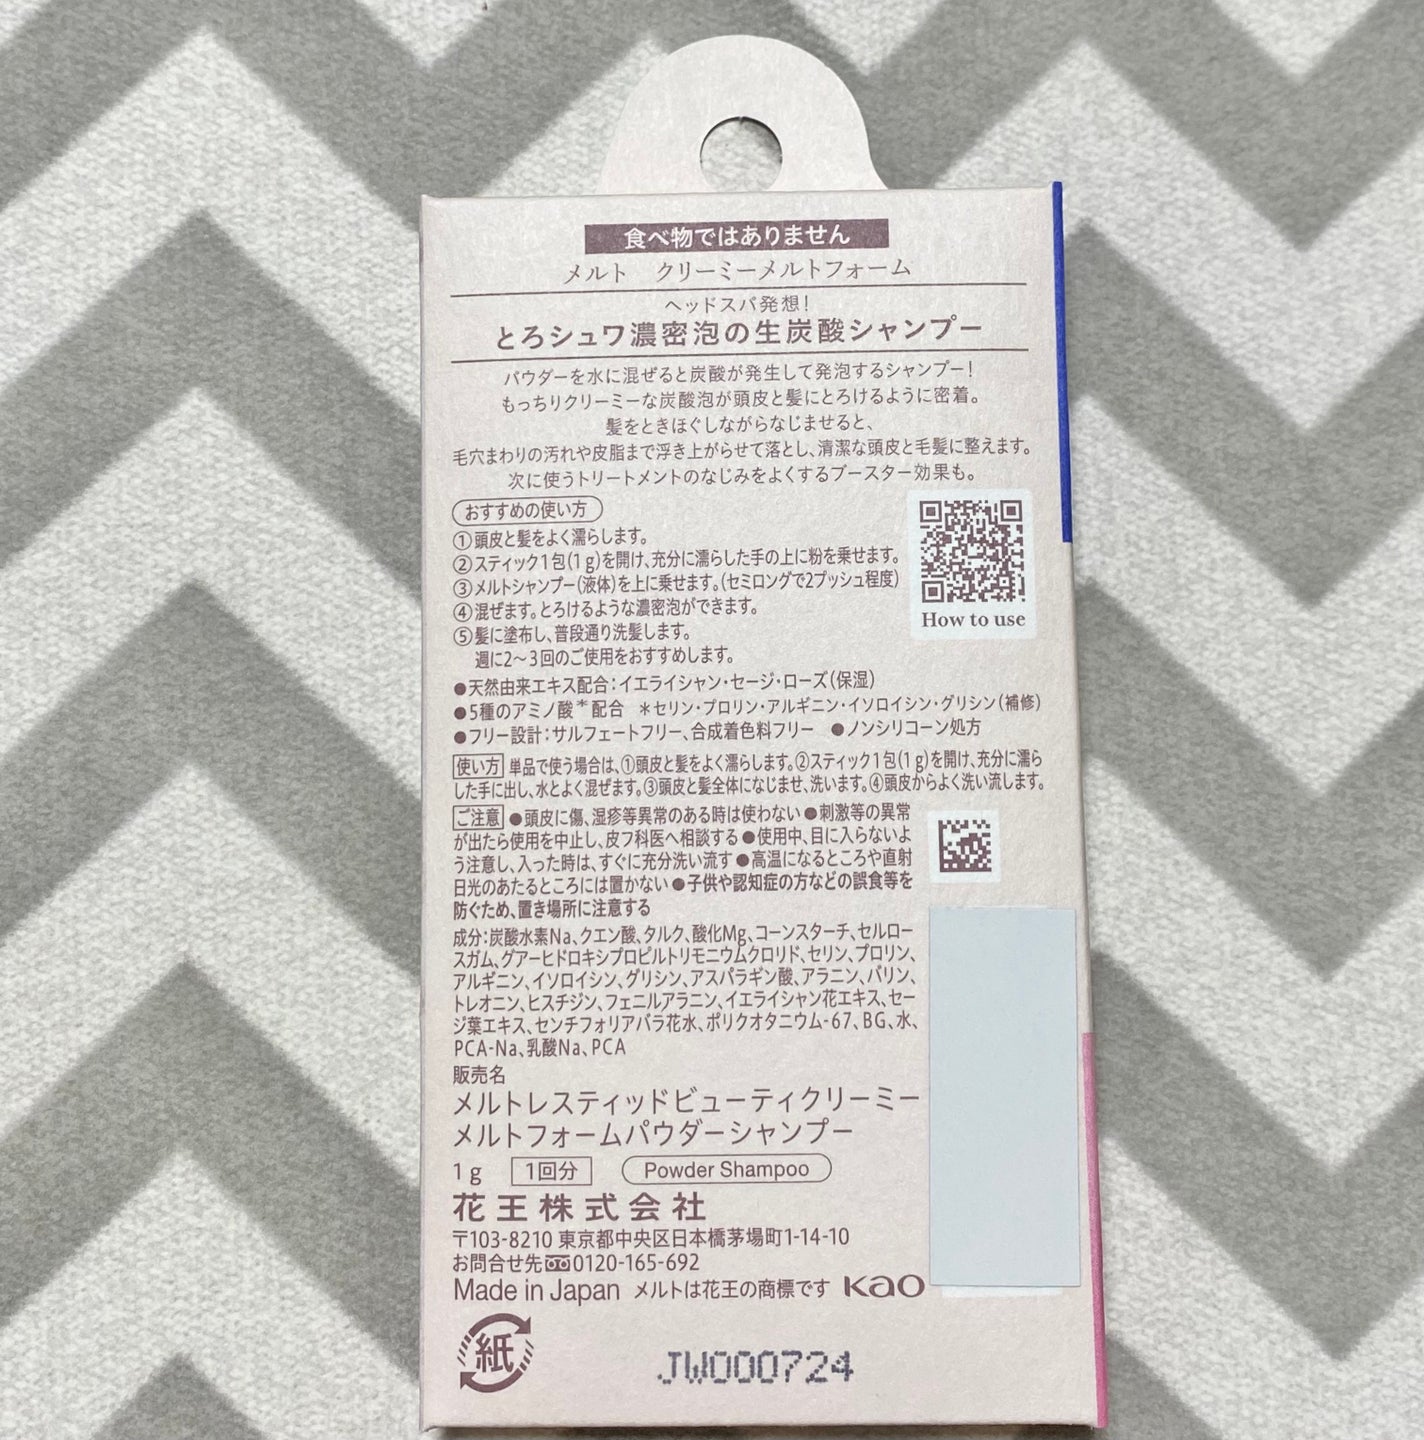 食べ物ではありません
メルト　クリーミーメルトフォーム
ヘッドスパ発想!
とろシュワ濃密泡の生炭酸シャンプー
パウダーを水に混ぜると炭酸が発生して発泡するシャンプー!
もっちりクリーミーな炭酸泡が頭皮と髪にとろけるように密着。
髪をときほぐしながらなじませると、
毛穴まわりの汚れや皮脂まで浮き上がらせて落とし、清潔な頭皮と毛髪に整えます。
次に使うトリートメントのなじみをよくするブースター効果も。
おすすめの使い方
①頭皮と髪をよく濡らします。
②スティック1包(1g)を開け、充分に濡らした手の上に粉を乗せます。
③メルトシャンプー(液体)を上に乗せます。(セミロングで2プッシュ程度)
④混ぜます。とろけるような濃密泡ができます。
⑤髪に塗布し、普段通り洗髪します。
週に2〜3回のご使用をおすすめします。
How to use
●天然由来エキス配合:イエライシャン・セージ・ローズ(保湿)
●5種のアミノ酸＊配合　＊セリン・プロリン・アルギニン・イソロイシン・グリシン(補修)
●フリー設計:サルフェートフリー、合成着色料フリー　●ノンシリコーン処方
使い方 単品で使う場合は、①頭皮と髪をよく濡らします。②スティック1包(1g)を開け、充分に濡ら
した手に出し、水とよく混ぜます。③頭皮と髪全体になじませ、洗います。④頭皮からよく洗い流します。
ご注意 ●頭皮に傷、湿疹等異常のある時は使わない●刺激等の異常
が出たら使用を中止し、皮フ科医へ相談する●使用中、目に入らないよ
う注意し、入った時は、すぐに充分洗い流す●高温になるところや直射
日光のあたるところには置かない●子供や認知症の方などの誤食等を
防ぐため、置き場所に注意する
成分:炭酸水素Na、クエン酸、タルク、酸化Mg、コーンスターチ、セルロー
スガム、グアーヒドロキシプロピルトリモニウムクロリド、セリン、プロリン、
アルギニン、イソロイシン、グリシン、アスパラギン酸、アラニン、バリン、
トレオニン、ヒスチジン、フェニルアラニン、イエライシャン花エキス、セー
ジ葉エキス、センチフォリアバラ花水、ポリクオタニウム-67、BG、水、
PCA-Na、乳酸Na、PCA
販売名
メルトレスティッドビューティクリーミー
メルトフォームパウダーシャンプー
1g 1回分 Powder Shampoo
花王株式会社
〒103-8210 東京都中央区日本橋茅場町1-14-10
お問合せ先 0120-165-692
Made in Japan メルトは花王の商標です Kao
紙
JW000724